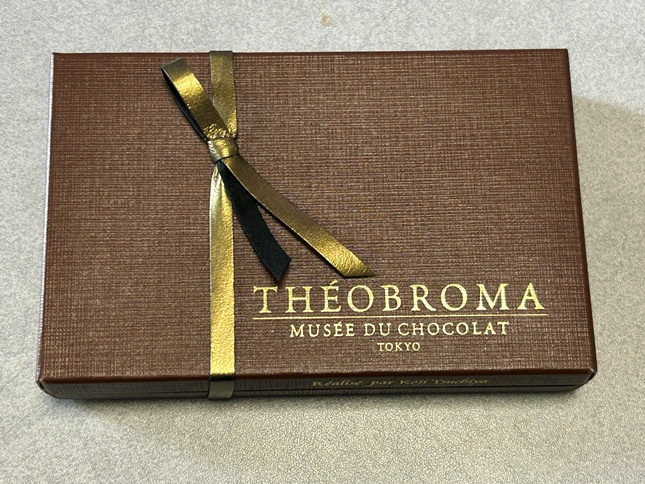 THÉOBROMA
MUSÉE DU CHOCOLAT
TOKYO
Réalisé par Koji Tsuchiya